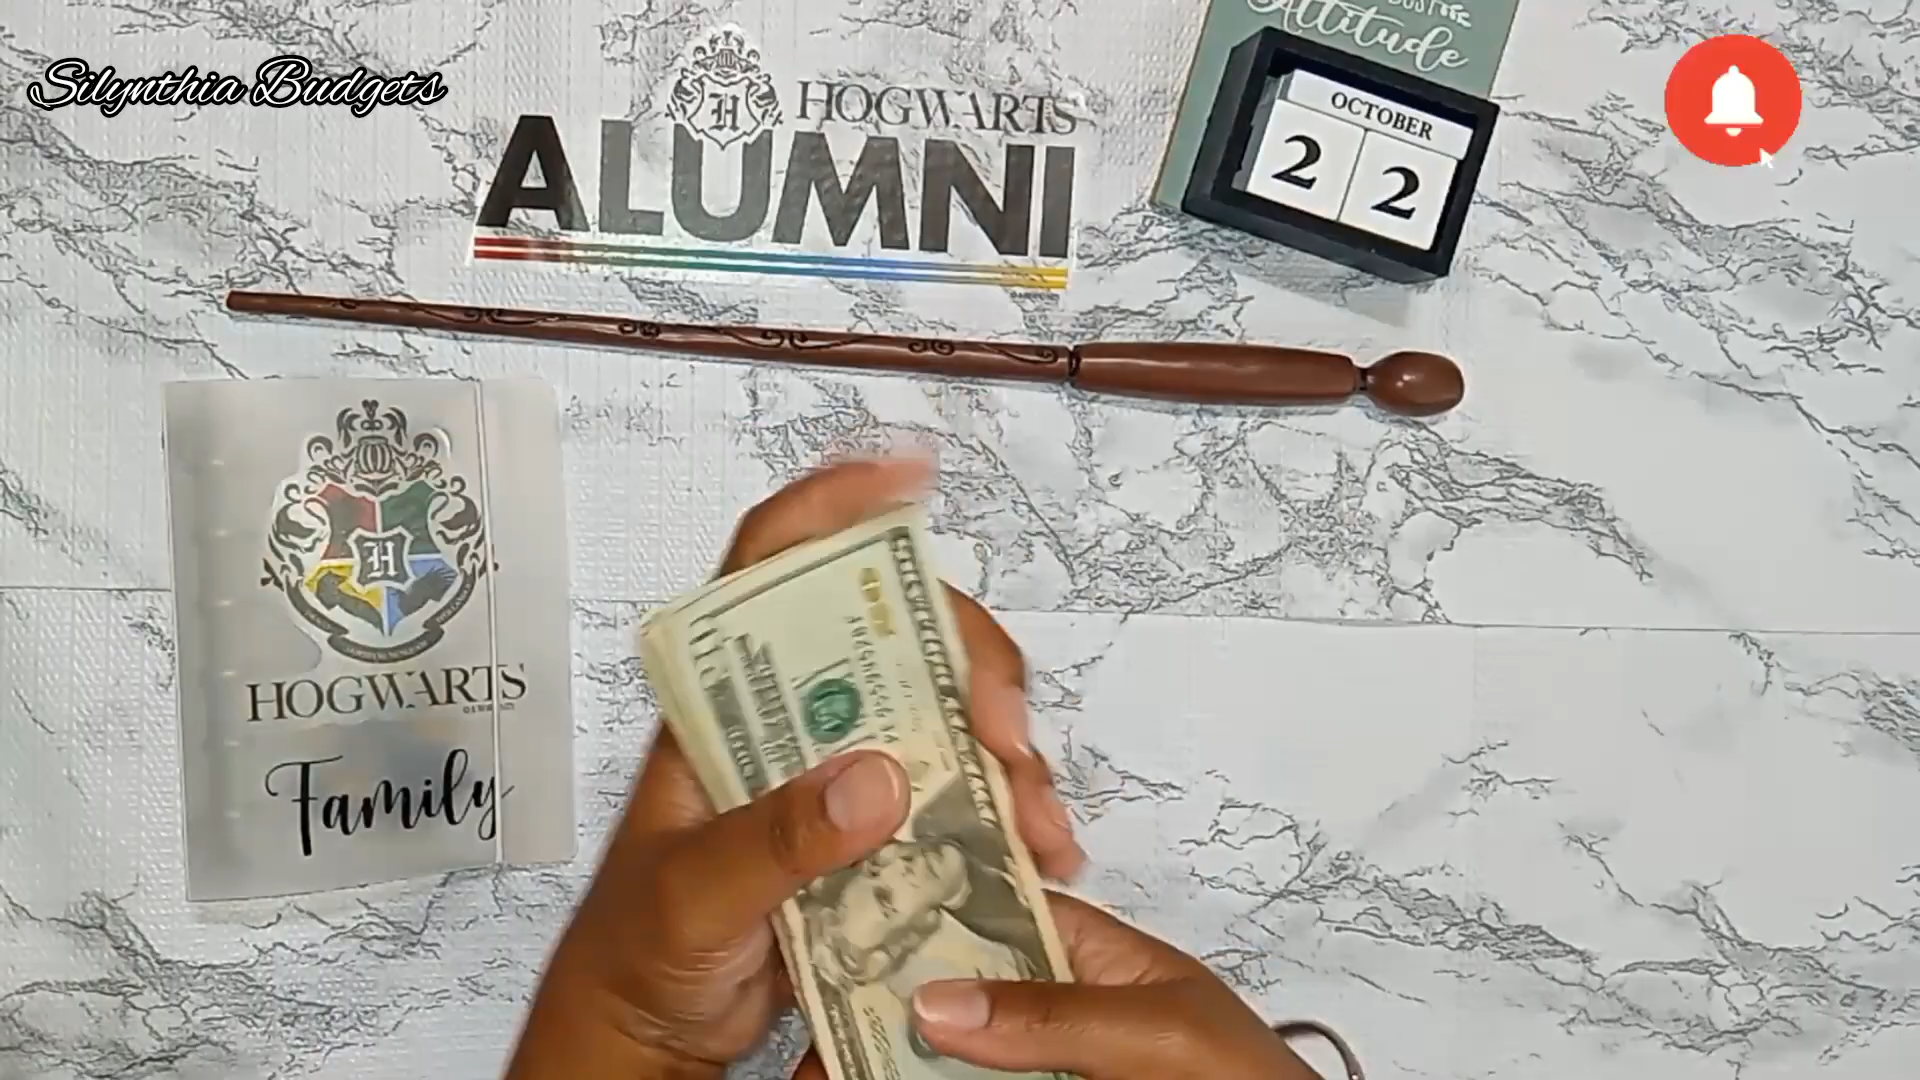 Silynthia Budgets
Attitude
HOGWARTS
ALUMNI
OCTOBER
2 2
H
H
HOGWARTS
Family